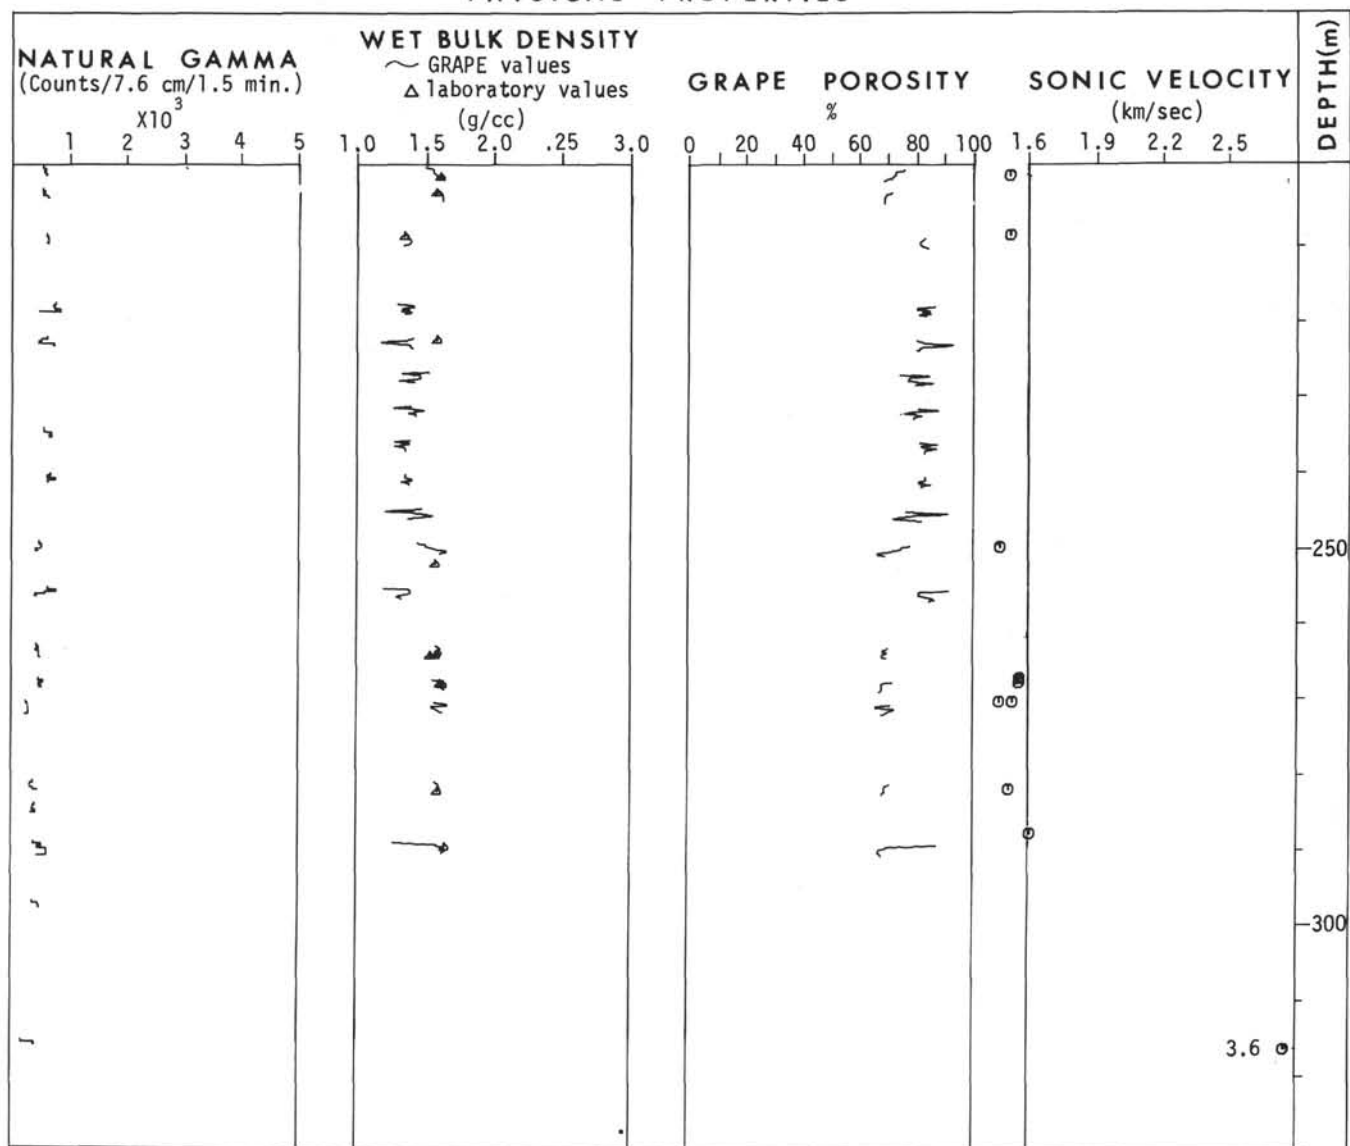 NATURAL GAMMA
(Counts/7.6 cm/1.5 min.)
X10³
1 2 3 4 5
WET BULK DENSITY
GRAPE values
△ laboratory values
(g/cc)
1.0 1.5 2.0 .25 3.0
GRAPE POROSITY
%
0 20 40 60 80 100
SONIC VELOCITY
(km/sec)
1.6 1.9 2.2 2.5
DEPTH(m)
250
300
3.6